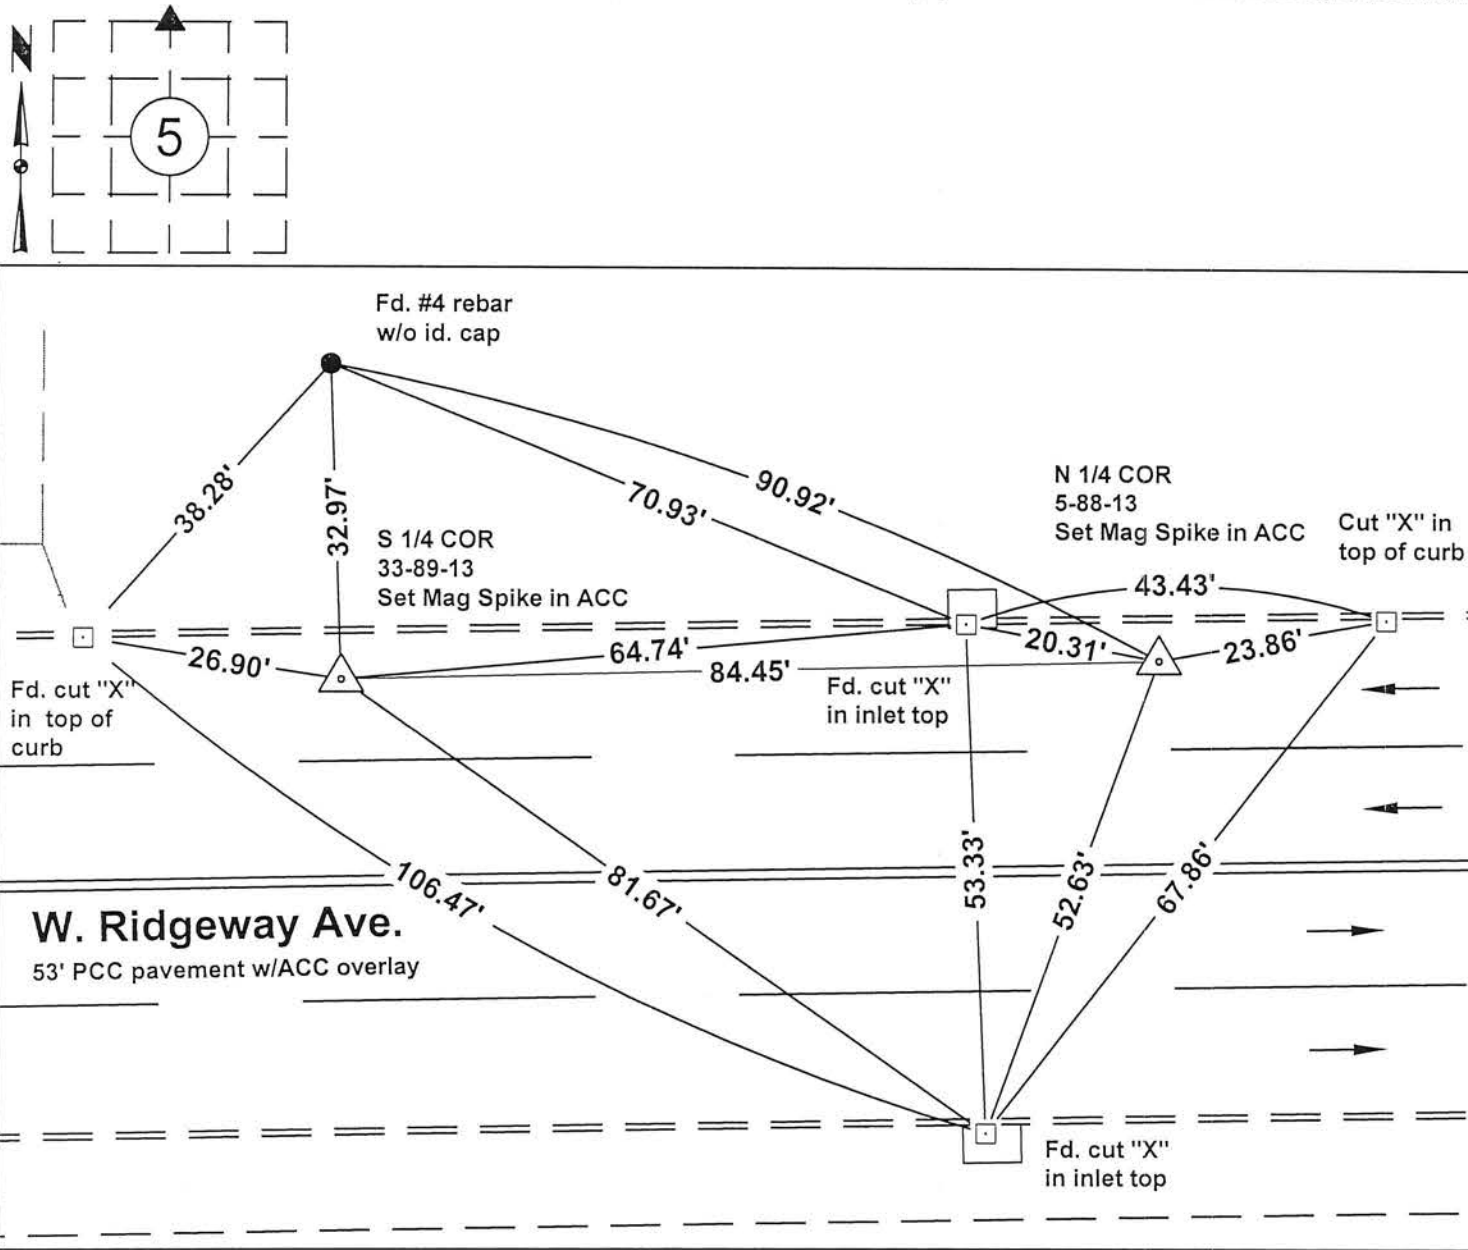 N
5
Fd. #4 rebar
w/o id. cap
38.28'
32.97'
70.93'
90.92'
N 1/4 COR
5-88-13
Set Mag Spike in ACC
Cut "X" in
top of curb
S 1/4 COR
33-89-13
Set Mag Spike in ACC
43.43'
26.90'
64.74'
84.45'
20.31'
23.86'
Fd. cut "X"
in top of
curb
Fd. cut "X"
in inlet top
106.47'
81.67'
53.33'
52.63'
67.86'
W. Ridgeway Ave.
53' PCC pavement w/ACC overlay
Fd. cut "X"
in inlet top